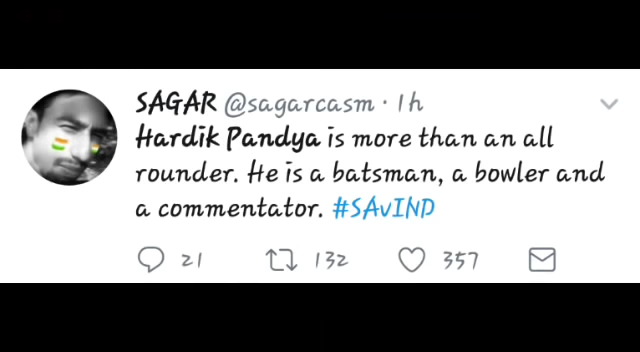 SAGAR @sagarcasm · 1h
Hardik Pandya is more than an all
rounder. He is a batsman, a bowler and
a commentator. #SAvIND
21 132 357